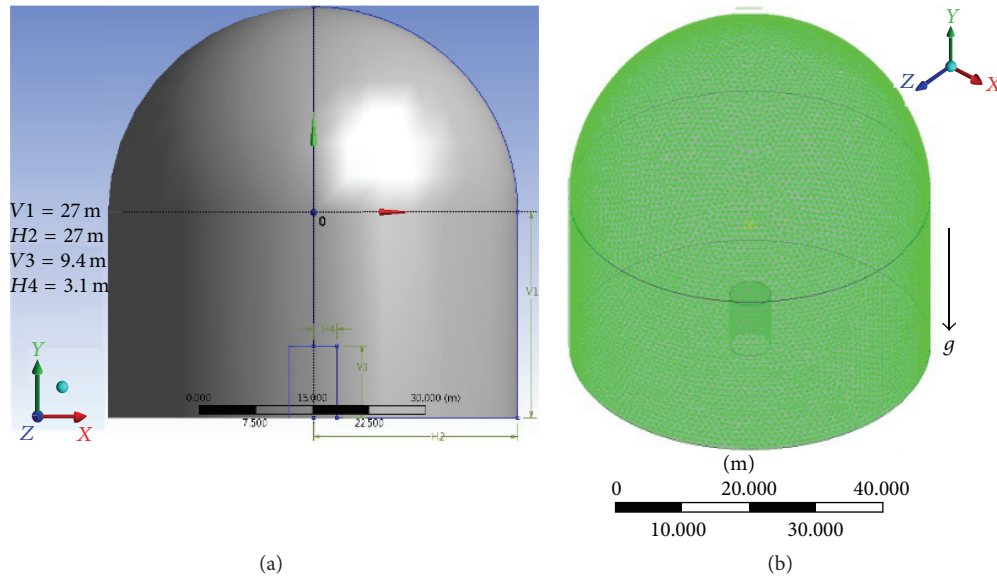 V1 = 27 m
H2 = 27 m
V3 = 9.4 m
H4 = 3.1 m
0
V1
H4
V3
0.000 15.000 30.000 (m)
7.500 22.500
H2
Y
Z X
(a)
Y
Z X
g
(m)
0 20.000 40.000
10.000 30.000
(b)